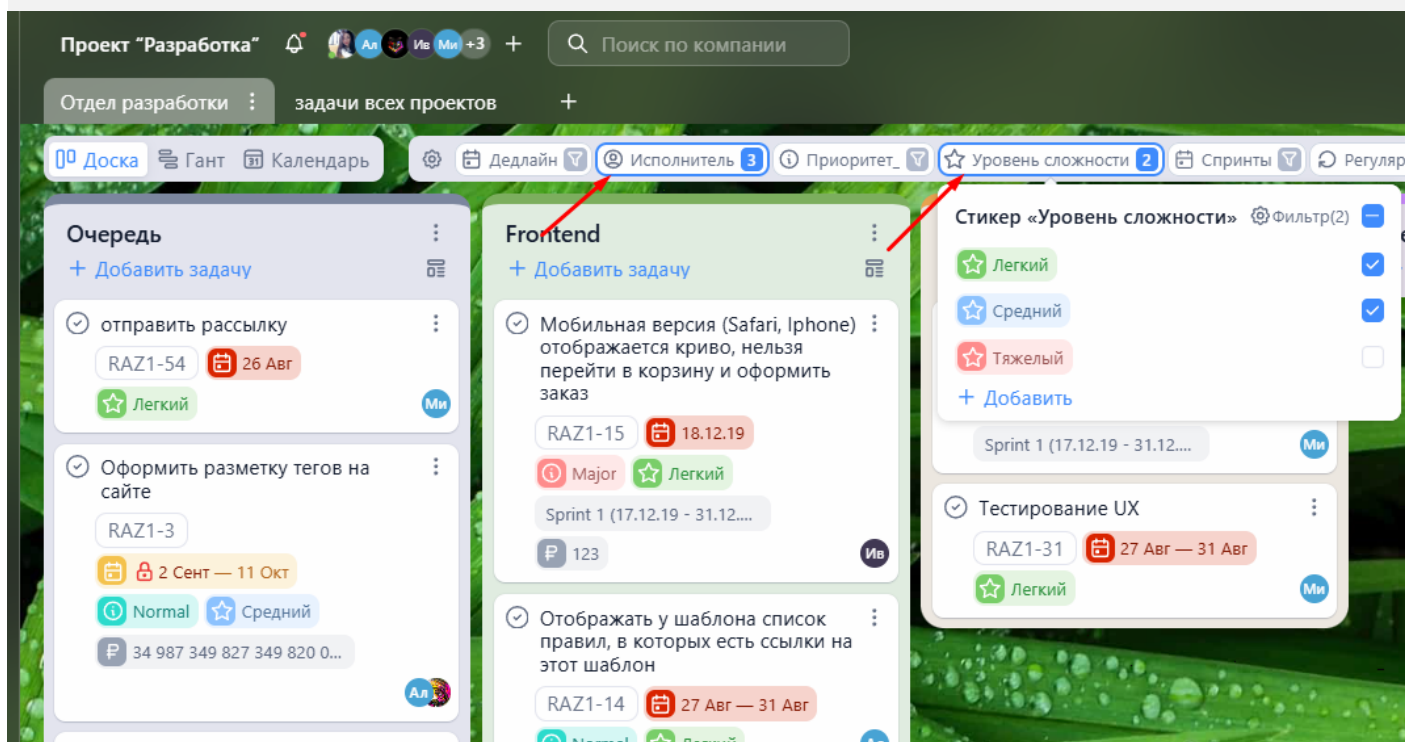 Проект “Разработка” Ал Ив Ми +3 + Поиск по компании
Отдел разработки задачи всех проектов +
Доска Гант 31 Календарь Дедлайн Исполнитель 3 Приоритет_ Уровень сложности 2 Спринты Регуляр
Очередь
+ Добавить задачу
отправить рассылку
RAZ1-54 26 Авг
Легкий Ми
Оформить разметку тегов на
сайте
RAZ1-3
2 Сент — 11 Окт
Normal Средний
₽ 34 987 349 827 349 820 0...
Ал
Frontend
+ Добавить задачу
Мобильная версия (Safari, Iphone)
отображается криво, нельзя
перейти в корзину и оформить
заказ
RAZ1-15 18.12.19
Major Легкий
Sprint 1 (17.12.19 - 31.12....
₽ 123 Ив
Отображать у шаблона список
правил, в которых есть ссылки на
этот шаблон
RAZ1-14 27 Авг — 31 Авг
Normal Легкий
Стикер «Уровень сложности» Фильтр(2)
Легкий
Средний
Тяжелый
+ Добавить
Sprint 1 (17.12.19 - 31.12.... Ми
Тестирование UX
RAZ1-31 27 Авг — 31 Авг
Легкий Ми